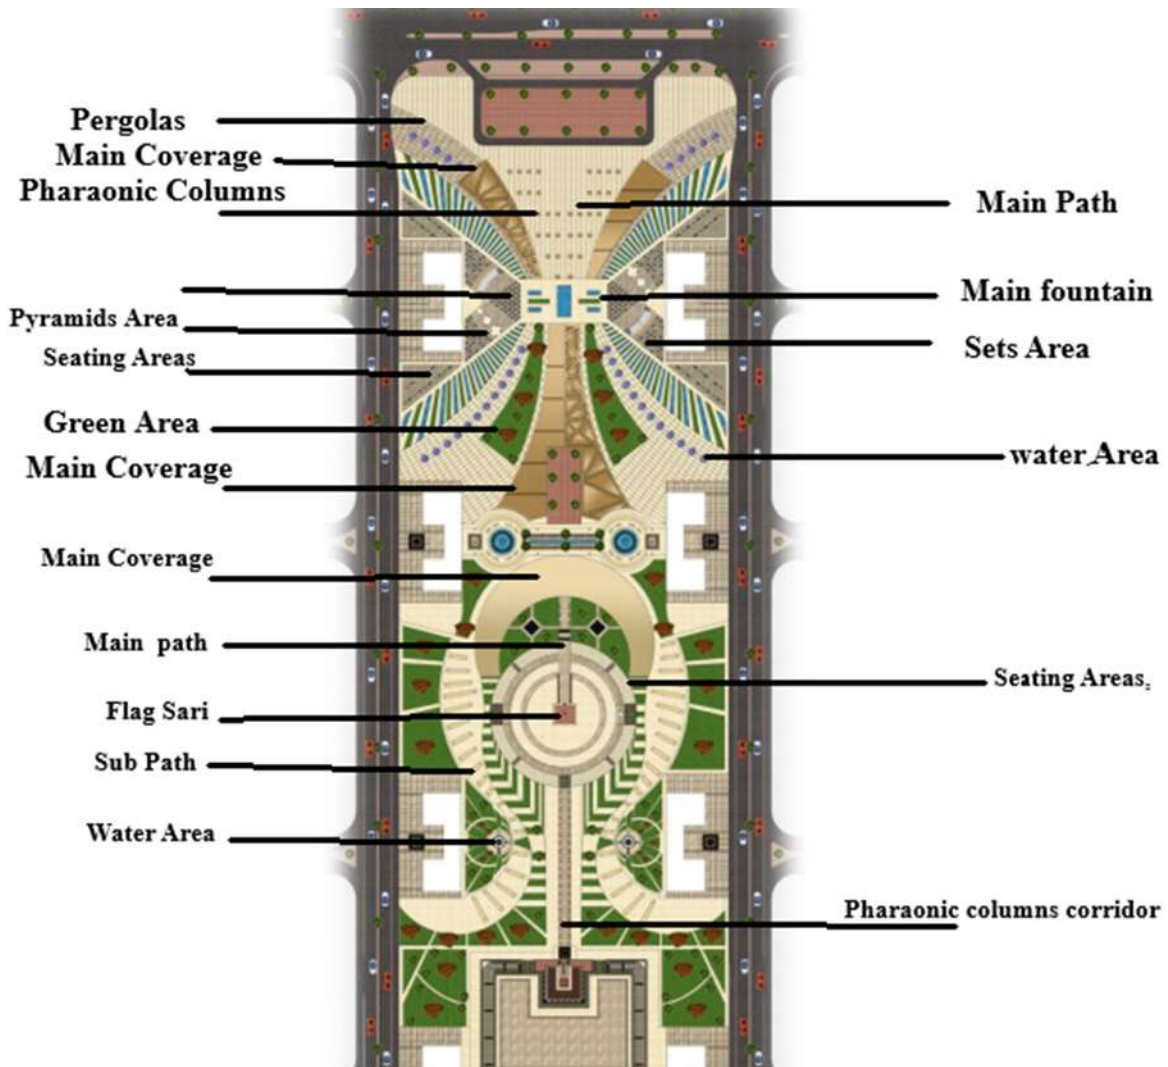 Pergolas
Main Coverage
Pharaonic Columns
Main Path
Main fountain
Pyramids Area
Sets Area
Seating Areas
Green Area
Main Coverage
water Area
Main Coverage
Main path
Seating Areas.
Flag Sari
Sub Path
Water Area
Pharaonic columns corridor